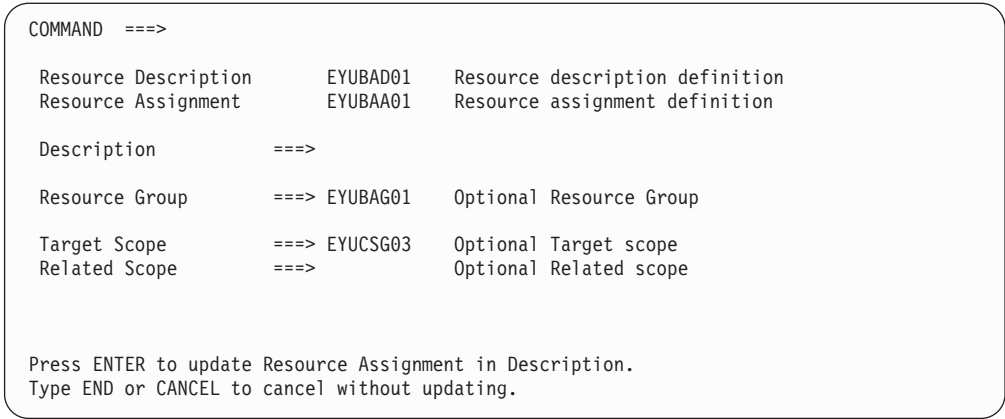 COMMAND ===>
Resource Description EYUBAD01 Resource description definition
Resource Assignment EYUBAA01 Resource assignment definition
Description ===>
Resource Group ===> EYUBAG01 Optional Resource Group
Target Scope ===> EYUCSG03 Optional Target scope
Related Scope ===> Optional Related scope
Press ENTER to update Resource Assignment in Description.
Type END or CANCEL to cancel without updating.